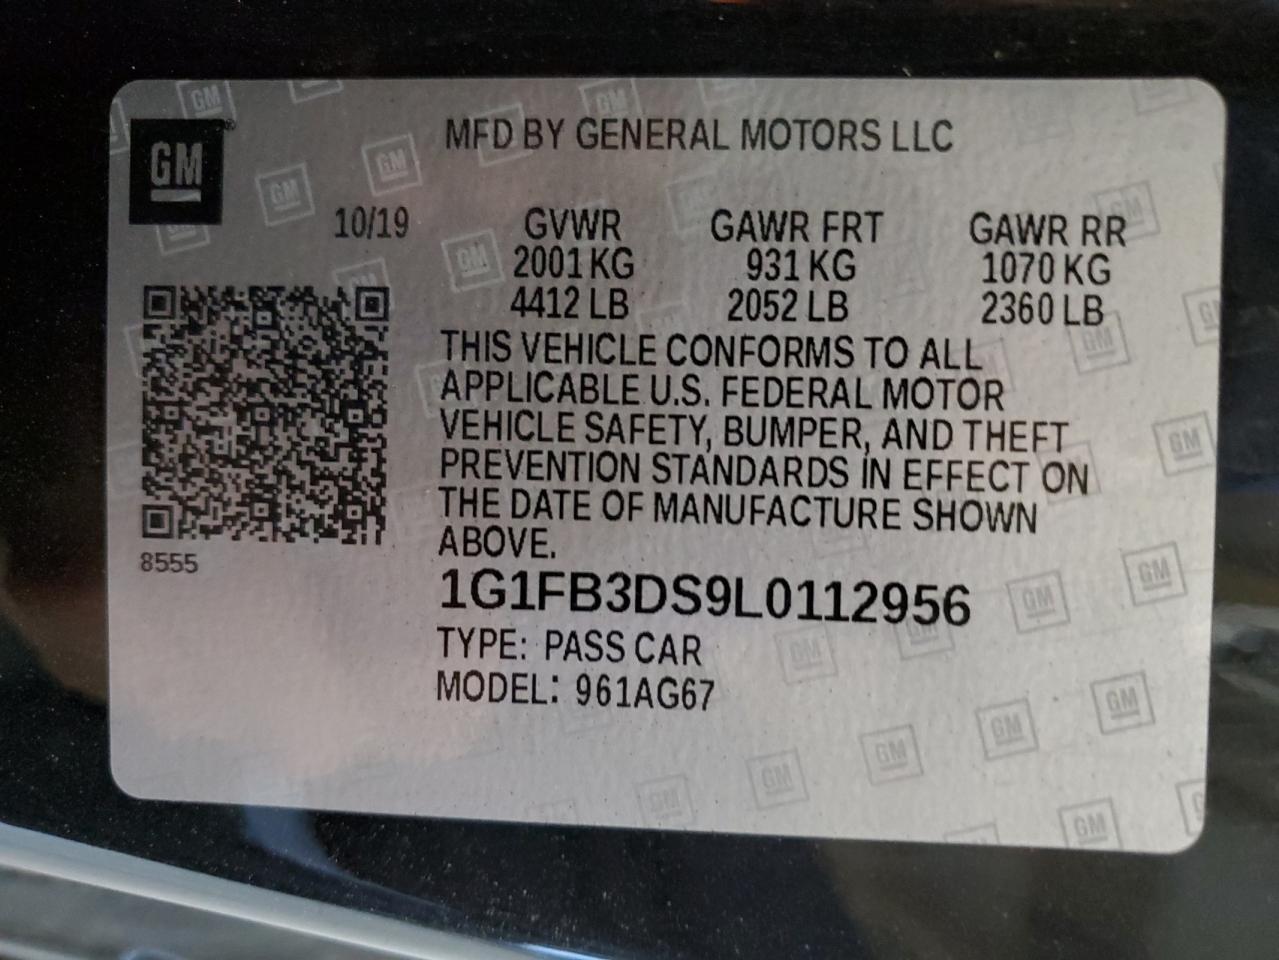 GM
MFD BY GENERAL MOTORS LLC
10/19 GVWR GAWR FRT GAWR RR
2001 KG 931 KG 1070 KG
4412 LB 2052 LB 2360 LB
THIS VEHICLE CONFORMS TO ALL
APPLICABLE U.S. FEDERAL MOTOR
VEHICLE SAFETY, BUMPER, AND THEFT
PREVENTION STANDARDS IN EFFECT ON
THE DATE OF MANUFACTURE SHOWN
ABOVE.
8555
1G1FB3DS9L0112956
TYPE: PASS CAR
MODEL: 961AG67